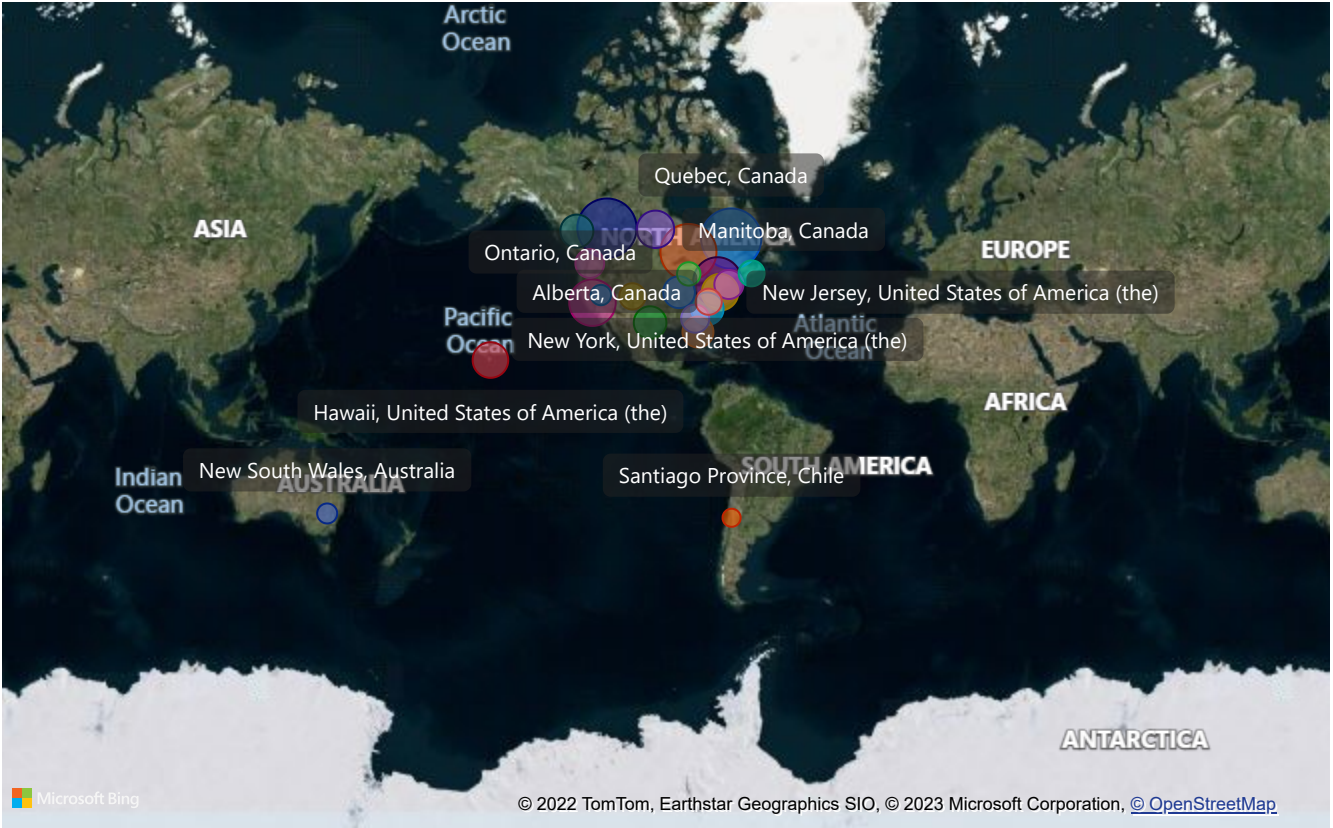 Arctic
Ocean
Quebec, Canada
ASIA
NORTH AMERICA
Manitoba, Canada
Ontario, Canada
EUROPE
Alberta, Canada
New Jersey, United States of America (the)
Pacific
Ocean
Atlantic
Ocean
New York, United States of America (the)
AFRICA
Hawaii, United States of America (the)
New South Wales, Australia
AUSTRALIA
Indian
Ocean
SOUTH AMERICA
Santiago Province, Chile
ANTARCTICA
Microsoft Bing
© 2022 TomTom, Earthstar Geographics SIO, © 2023 Microsoft Corporation, © OpenStreetMap